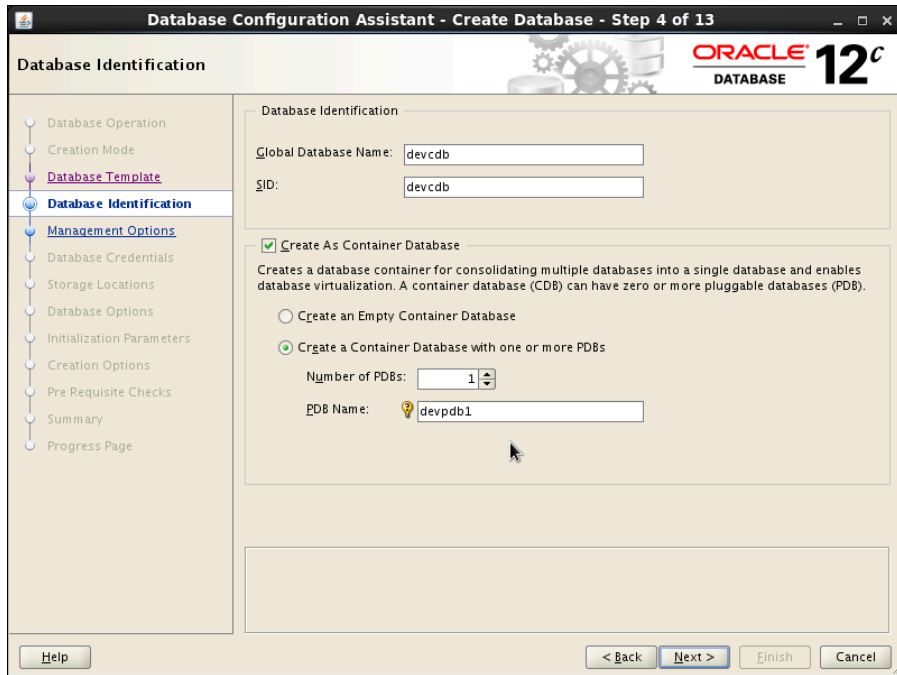 Database Configuration Assistant - Create Database - Step 4 of 13
Database Identification
ORACLE
DATABASE
12c
Database Operation
Creation Mode
Database Template
Database Identification
Management Options
Database Credentials
Storage Locations
Database Options
Initialization Parameters
Creation Options
Pre Requisite Checks
Summary
Progress Page
Database Identification
Global Database Name: devcdb
SID: devcdb
Create As Container Database
Creates a database container for consolidating multiple databases into a single database and enables
database virtualization. A container database (CDB) can have zero or more pluggable databases (PDB).
Create an Empty Container Database
Create a Container Database with one or more PDBs
Number of PDBs: 1
PDB Name: devpdb1
Help
< Back
Next >
Finish
Cancel